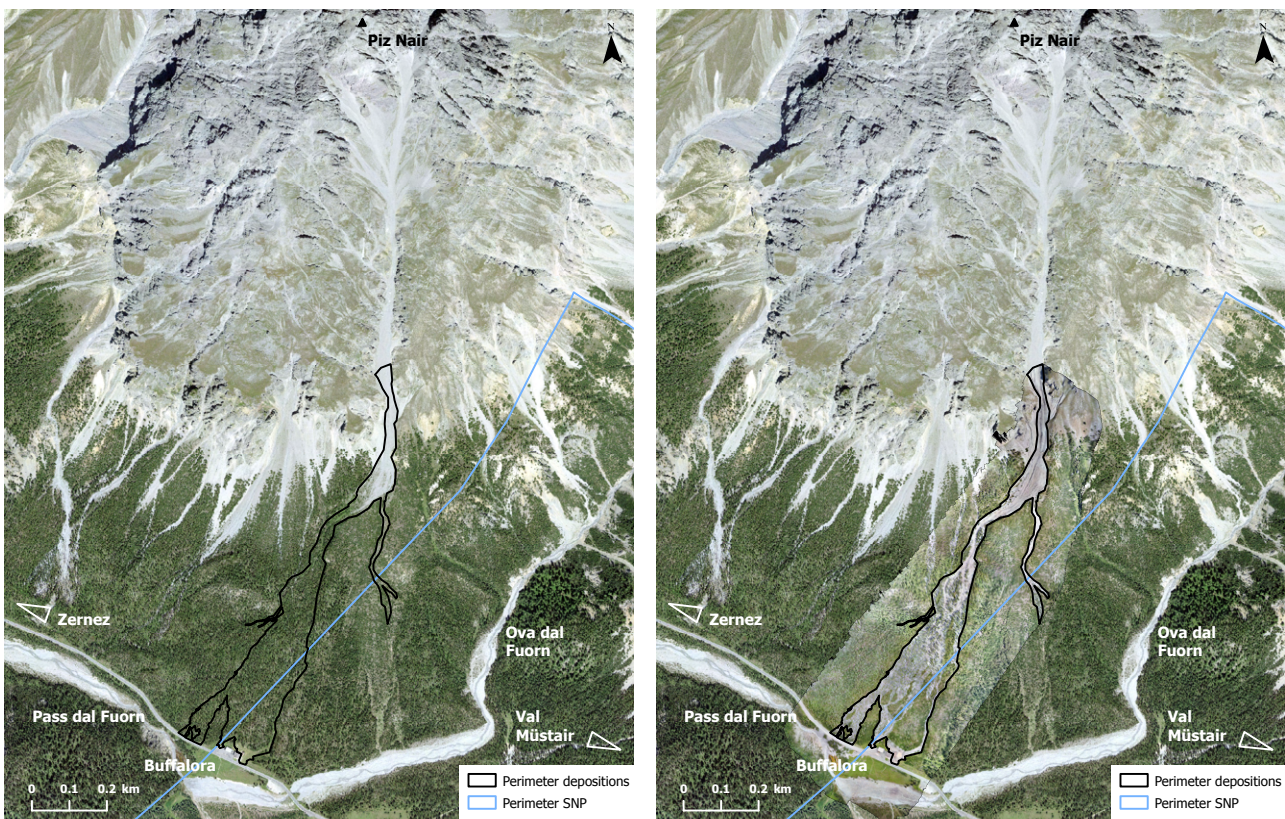 Piz Nair
N
Zernez
Ova dal
Fuorn
Pass dal Fuorn
Val
Müstair
Buffalora
0 0.1 0.2 km
Perimeter depositions
Perimeter SNP
Piz Nair
N
Zernez
Ova dal
Fuorn
Pass dal Fuorn
Val
Müstair
Buffalora
0 0.1 0.2 km
Perimeter depositions
Perimeter SNP